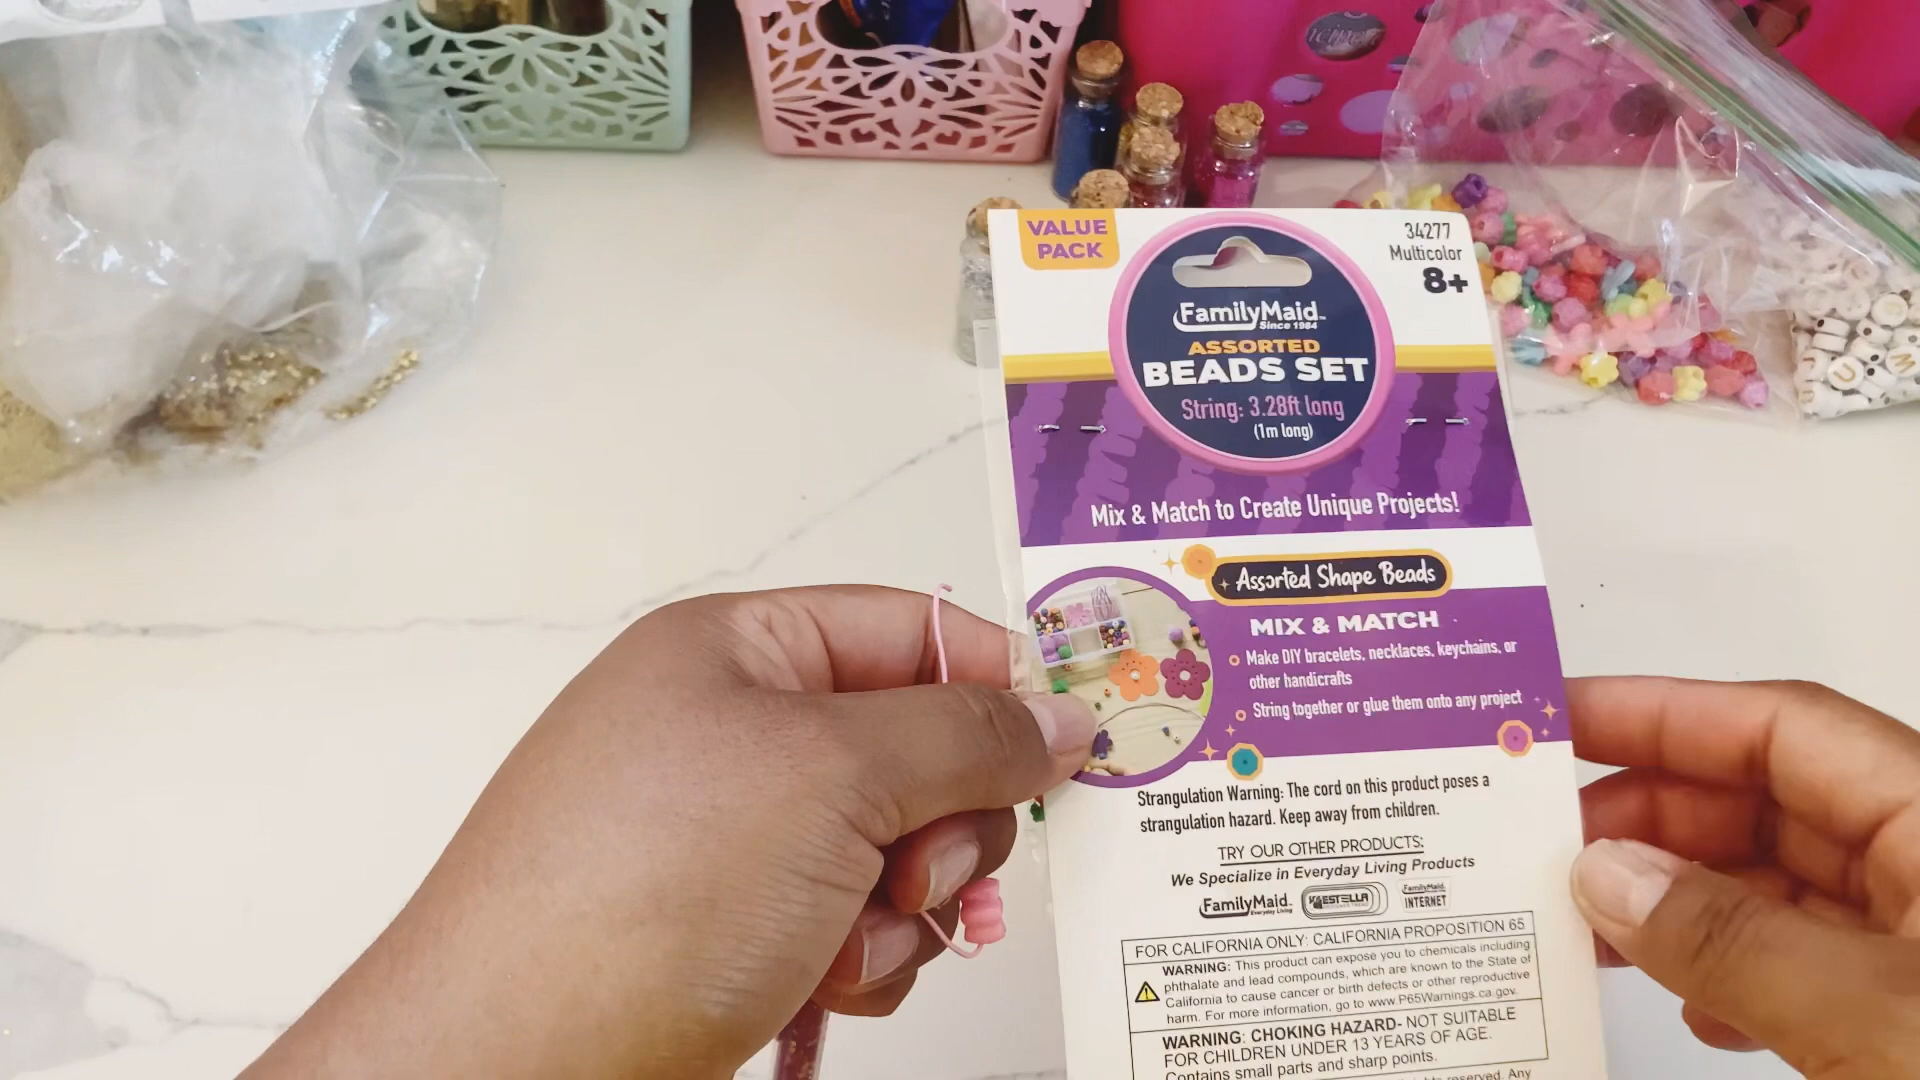 VALUE
PACK
34277
Multicolor
8+
FamilyMaid™
Since 1984
ASSORTED
BEADS SET
String: 3.28ft long
(1m long)
Mix & Match to Create Unique Projects!
Assorted Shape Beads
MIX & MATCH
Make DIY bracelets, necklaces, keychains, or
other handicrafts
String together or glue them onto any project
Strangulation Warning: The cord on this product poses a
strangulation hazard. Keep away from children.
TRY OUR OTHER PRODUCTS:
We Specialize in Everyday Living Products
FamilyMaid™
Everyday Living
ESTELLA
FamilyMaid
INTERNET
FOR CALIFORNIA ONLY: CALIFORNIA PROPOSITION 65
WARNING: This product can expose you to chemicals including
phthalate and lead compounds, which are known to the State of
California to cause cancer or birth defects or other reproductive
harm. For more information, go to www.P65Warnings.ca.gov.
WARNING: CHOKING HAZARD- NOT SUITABLE
FOR CHILDREN UNDER 13 YEARS OF AGE.
Contains small parts and sharp points.
reserved. Any
U